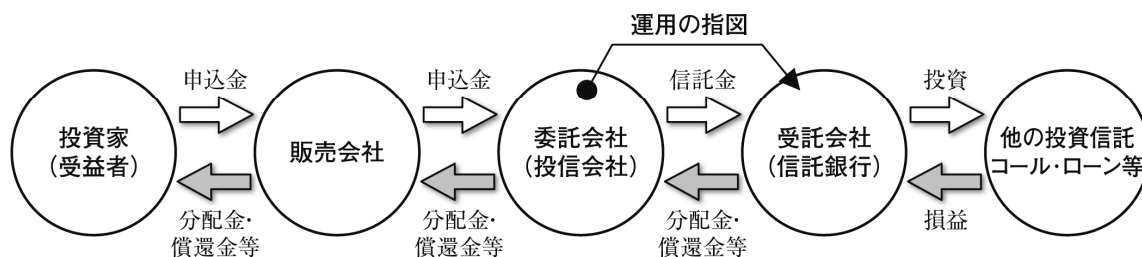 運用の指図
申込金
申込金
信託金
投資
投資家
(受益者)
販売会社
委託会社
(投信会社)
受託会社
(信託銀行)
他の投資信託
コール・ローン等
分配金・
償還金等
分配金・
償還金等
分配金・
償還金等
損益